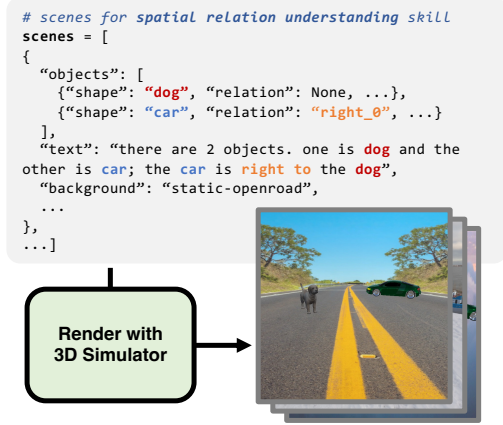 # scenes for spatial relation understanding skill
scenes = [
{
“objects”: [
{“shape”: “dog”, “relation”: None, ...},
{“shape”: “car”, “relation”: “right_0”, ...}
],
“text”: “there are 2 objects. one is dog and the
other is car; the car is right to the dog”,
“background”: “static-openroad”,
...
},
...]
Render with
3D Simulator